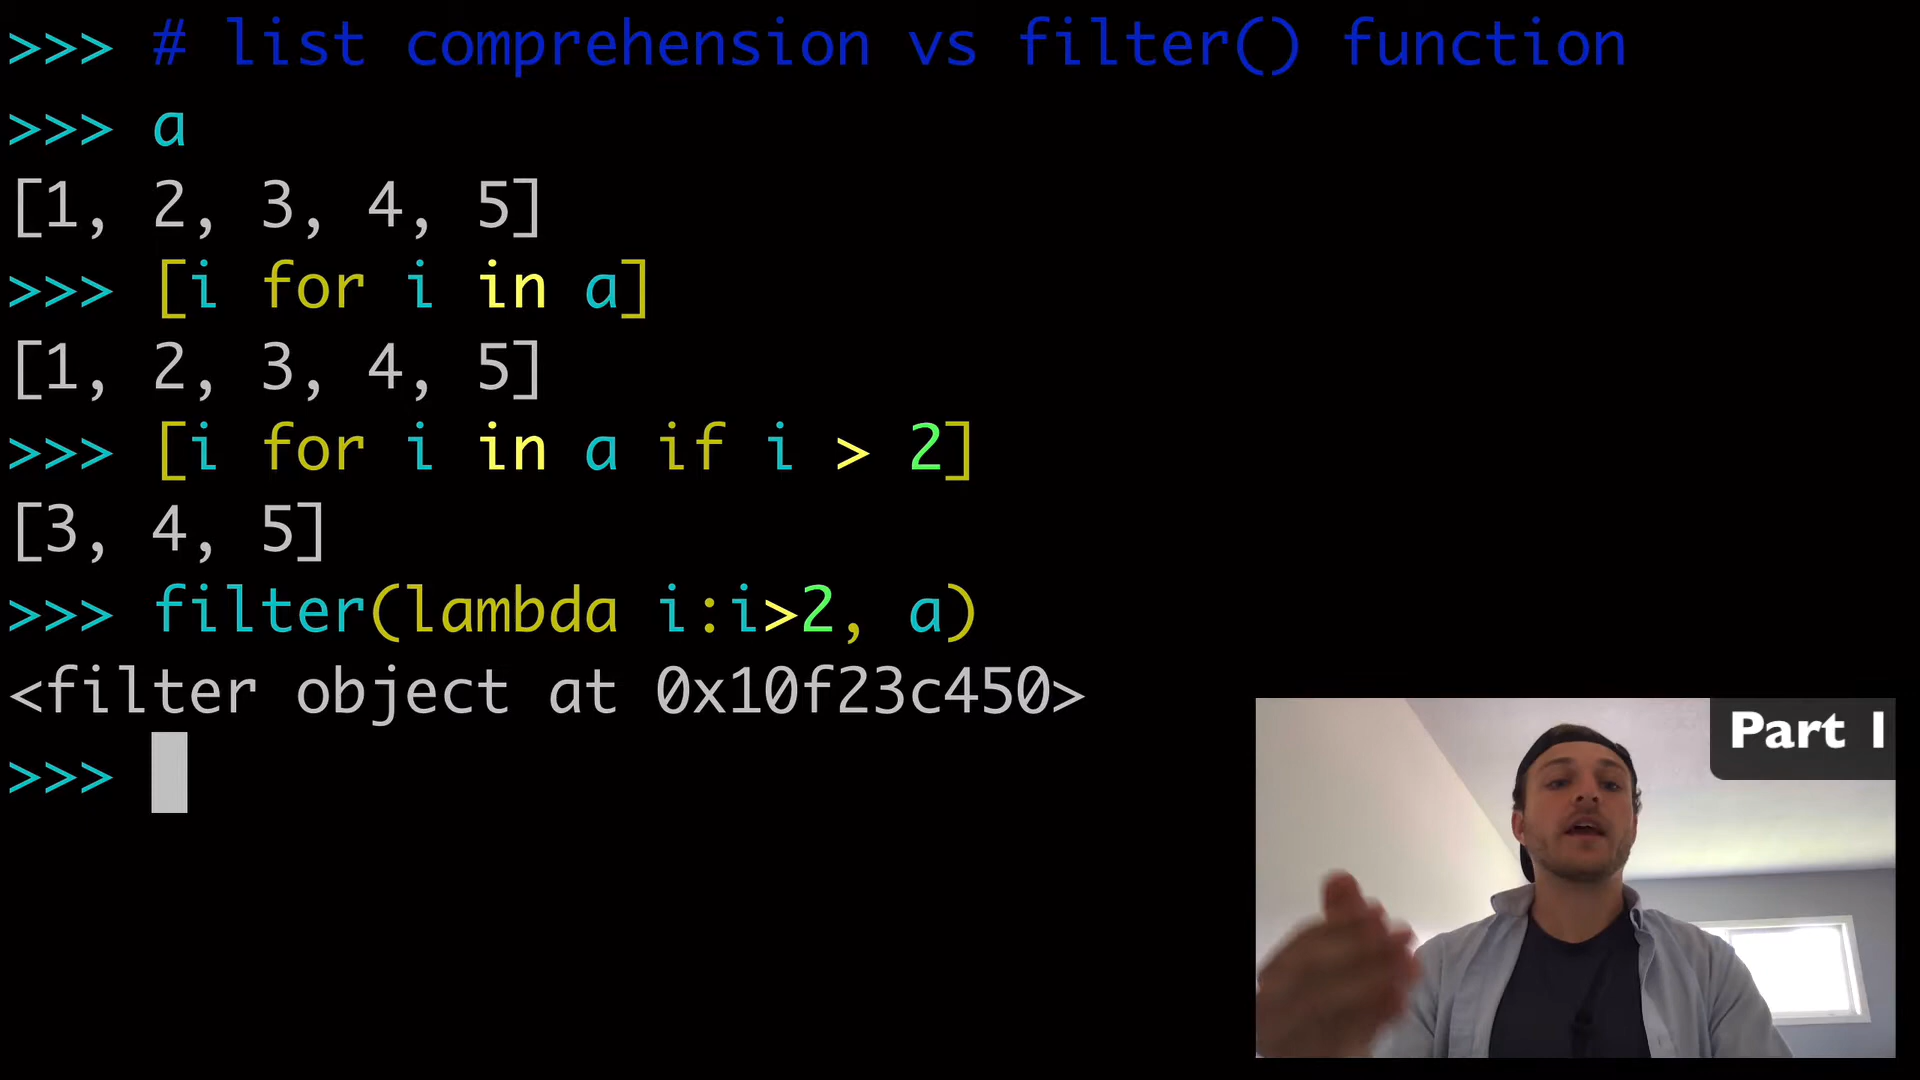 >>> # list comprehension vs filter() function
>>> a
[1, 2, 3, 4, 5]
>>> [i for i in a]
[1, 2, 3, 4, 5]
>>> [i for i in a if i > 2]
[3, 4, 5]
>>> filter(lambda i:i>2, a)
<filter object at 0x10f23c450>
>>>
Part 1